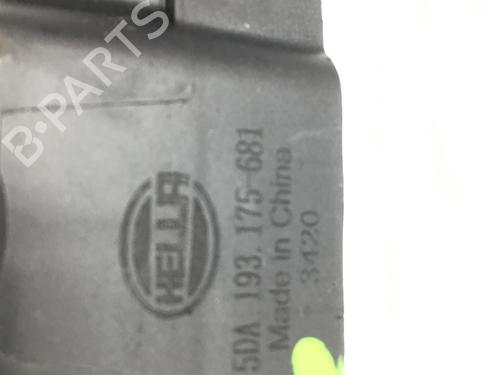 B-PARTS
HELLA
5DA 193.175-681
Made in China
3420